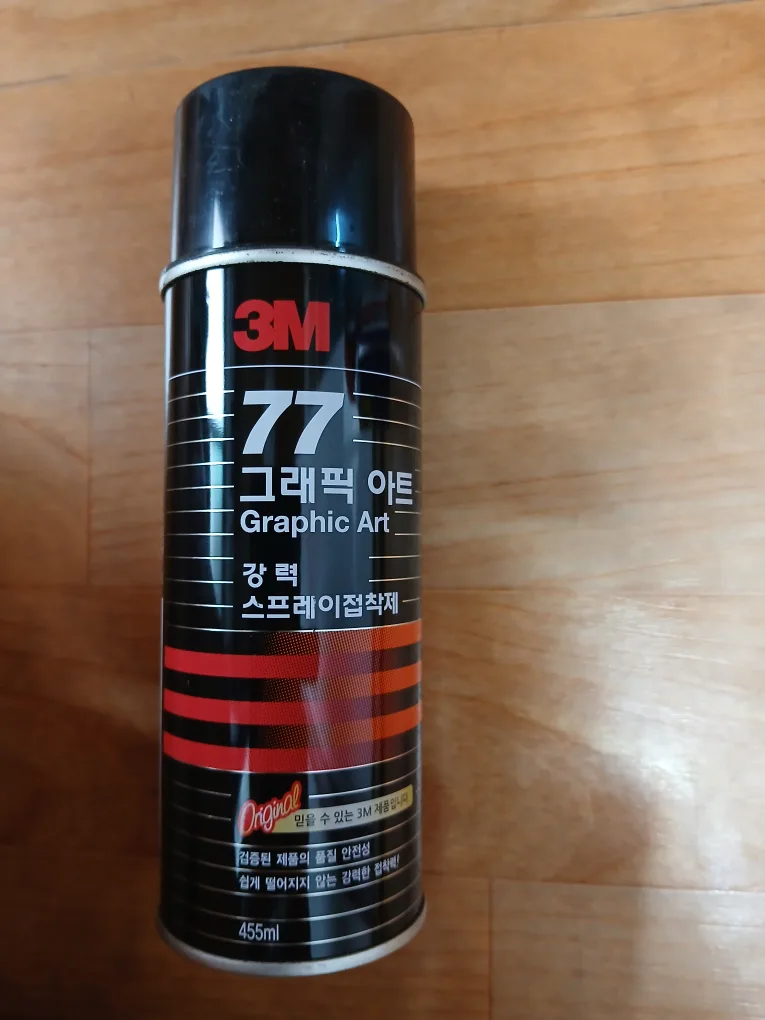 3M
77
그래픽 아트
Graphic Art
강력
스프레이접착제
Original
믿을 수 있는 3M 제품입니다
검증된 제품의 품질 안전성
쉽게 떨어지지 않는 강력한 접착력!
455ml